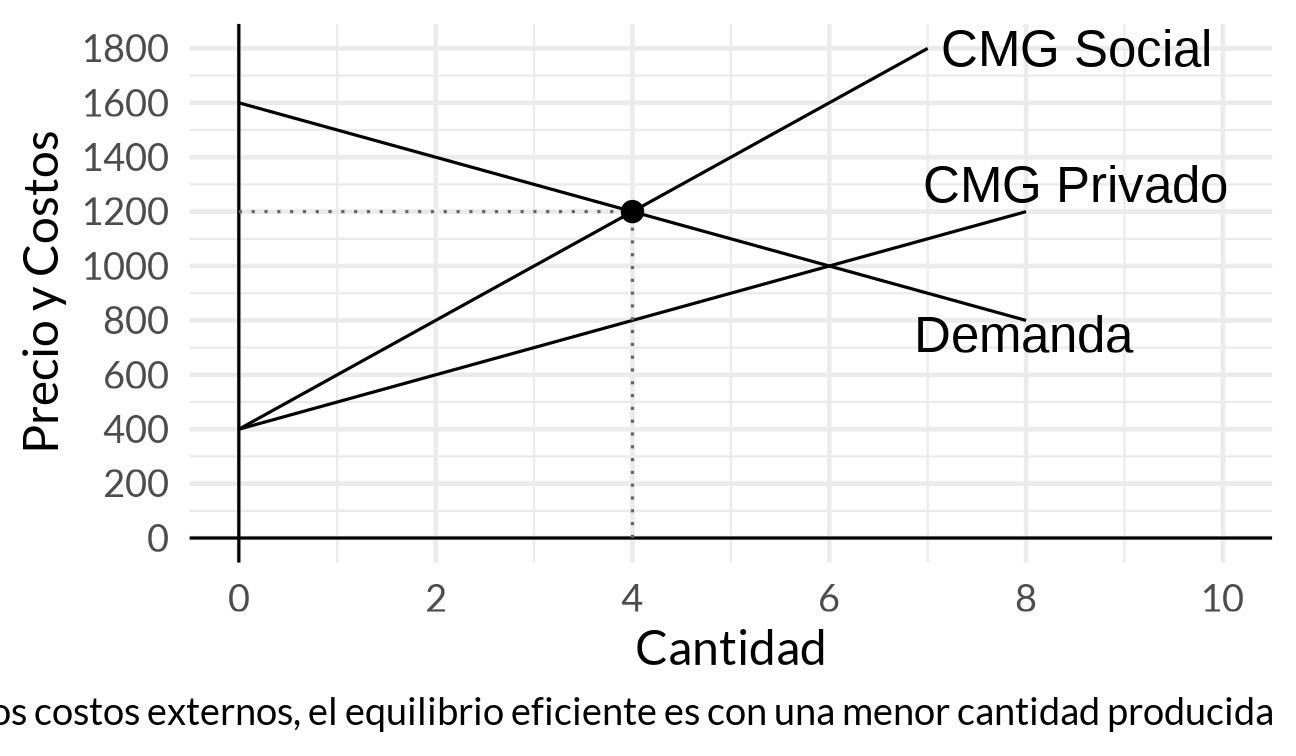 1800
CMG Social
1600
1400
CMG Privado
1200
1000
800
Demanda
600
400
200
0
Precio y Costos
0 2 4 6 8 10
Cantidad
costos externos, el equilibrio eficiente es con una menor cantidad producida